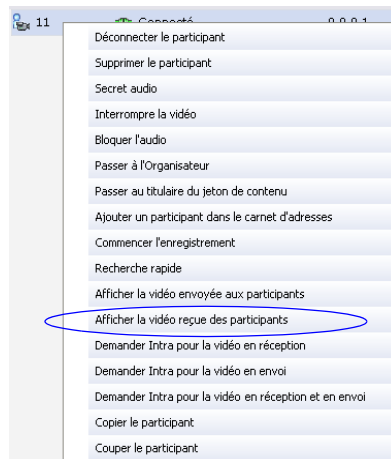 11 Connecté 0.0.0.1
Déconnecter le participant
Supprimer le participant
Secret audio
Interrompre la vidéo
Bloquer l'audio
Passer à l'Organisateur
Passer au titulaire du jeton de contenu
Ajouter un participant dans le carnet d'adresses
Commencer l'enregistrement
Recherche rapide
Afficher la vidéo envoyée aux participants
Afficher la vidéo reçue des participants
Demander Intra pour la vidéo en réception
Demander Intra pour la vidéo en envoi
Demander Intra pour la vidéo en réception et en envoi
Copier le participant
Couper le participant